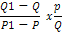 Q1 − Q / P1 − P x p / Q